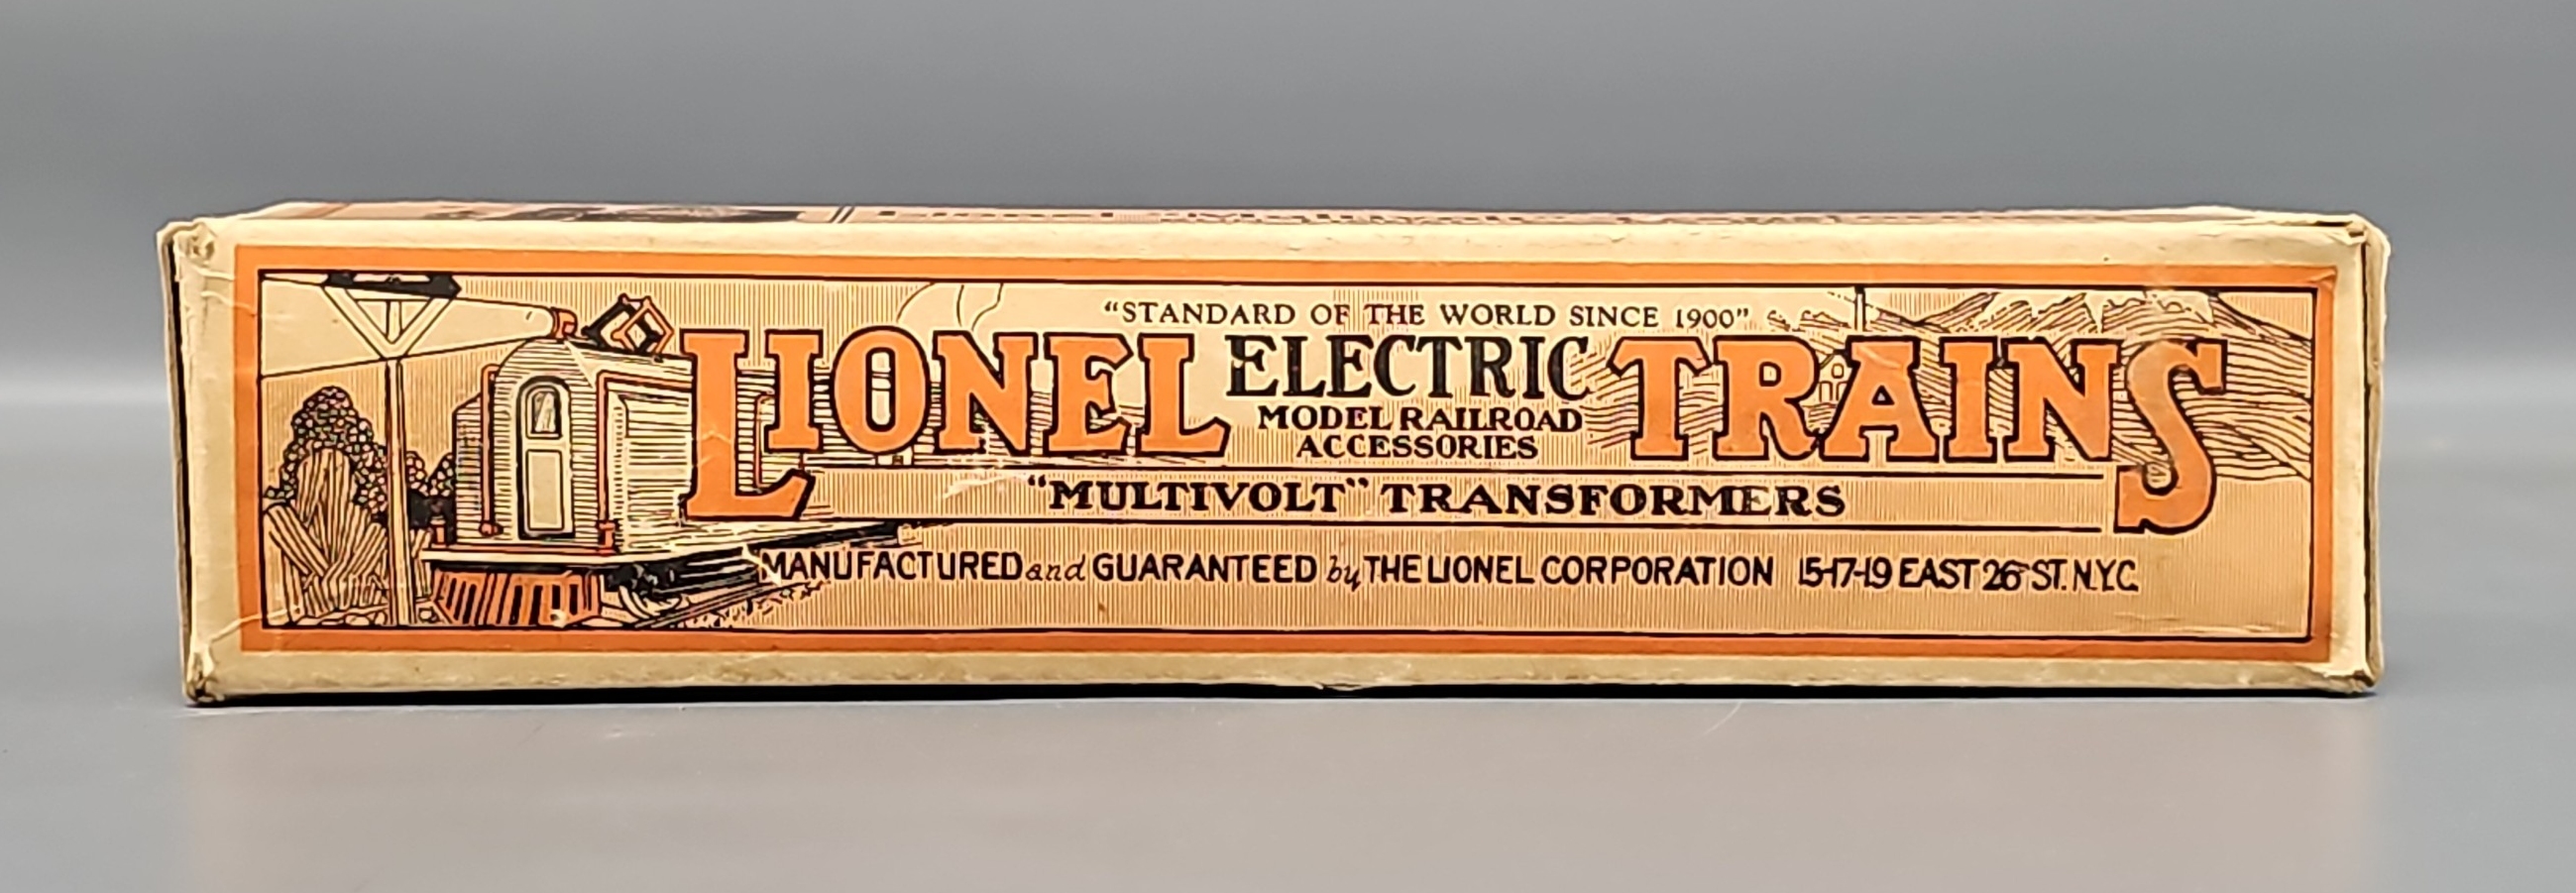 "STANDARD OF THE WORLD SINCE 1900"
LIONEL ELECTRIC TRAINS
MODEL RAILROAD
ACCESSORIES
"MULTIVOLT" TRANSFORMERS
MANUFACTURED and GUARANTEED by THE LIONEL CORPORATION 15-17-19 EAST 26TH ST. N.Y.C.